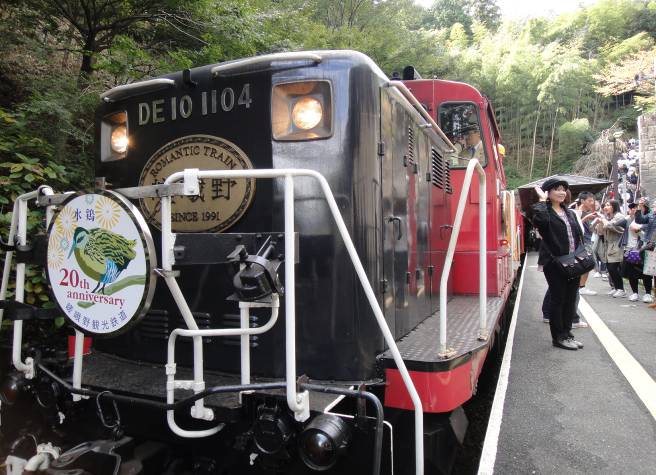 DE10 1104
ROMANTIC TRAIN
嵯峨野
SINCE 1991
水鶏
20th
anniversary
嵯峨野観光鉄道